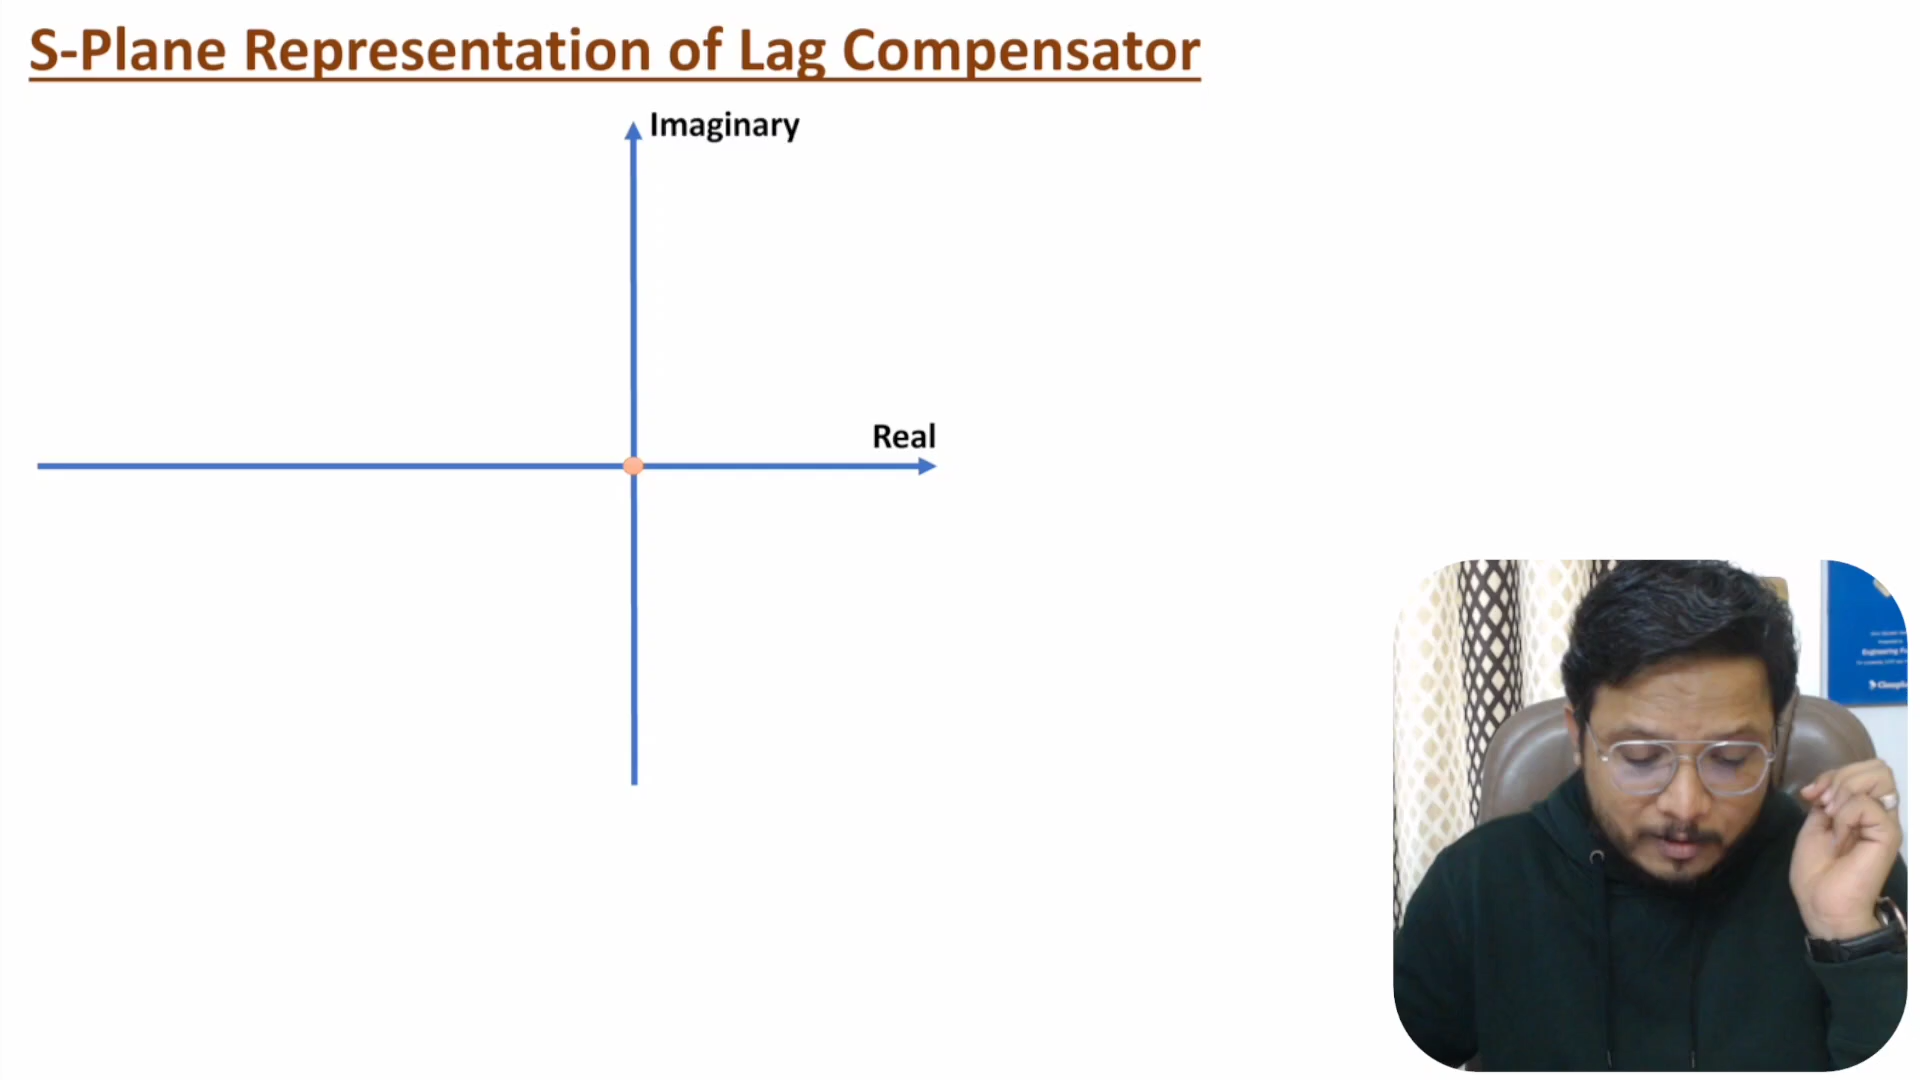 S-Plane Representation of Lag Compensator
Imaginary
Real